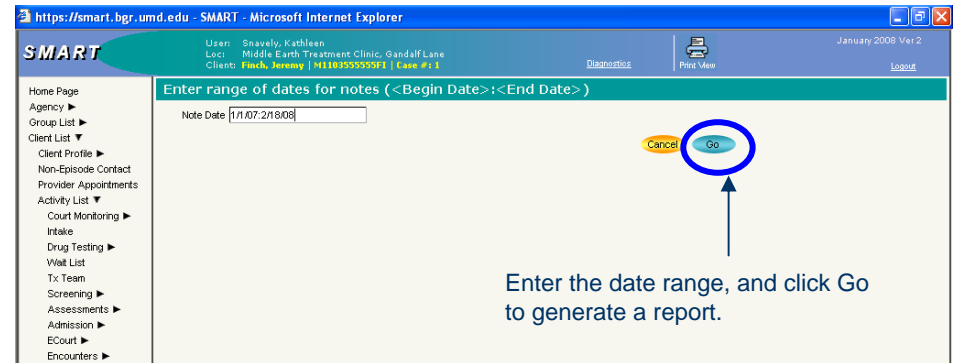 https://smart.bgr.umd.edu - SMART - Microsoft Internet Explorer
SMART
User: Snavely, Kathleen
Loc: Middle Earth Treatment Clinic, Gandalf Lane
Client: Finch, Jeremy | M1103555555FI | Case #: 1
Diagnostics
Print View
January 2008 Ver 2
Logout
Home Page
Agency ▶
Group List ▶
Client List ▼
Client Profile ▶
Non-Episode Contact
Provider Appointments
Activity List ▼
Court Monitoring ▶
Intake
Drug Testing ▶
Wait List
Tx Team
Screening ▶
Assessments ▶
Admission ▶
ECourt ▶
Encounters ▶
Enter range of dates for notes (<Begin Date>:<End Date>)
Note Date 1/1/07:2/18/08
Cancel Go
Enter the date range, and click Go
to generate a report.